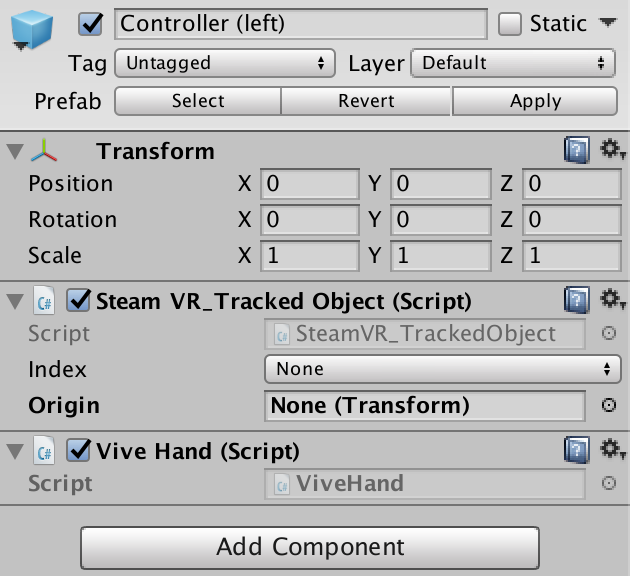 Controller (left) Static
Tag Untagged Layer Default
Prefab Select Revert Apply
Transform
Position X 0 Y 0 Z 0
Rotation X 0 Y 0 Z 0
Scale X 1 Y 1 Z 1
C# Steam VR_Tracked Object (Script)
Script C# SteamVR_TrackedObject
Index None
Origin None (Transform)
C# Vive Hand (Script)
Script C# ViveHand
Add Component